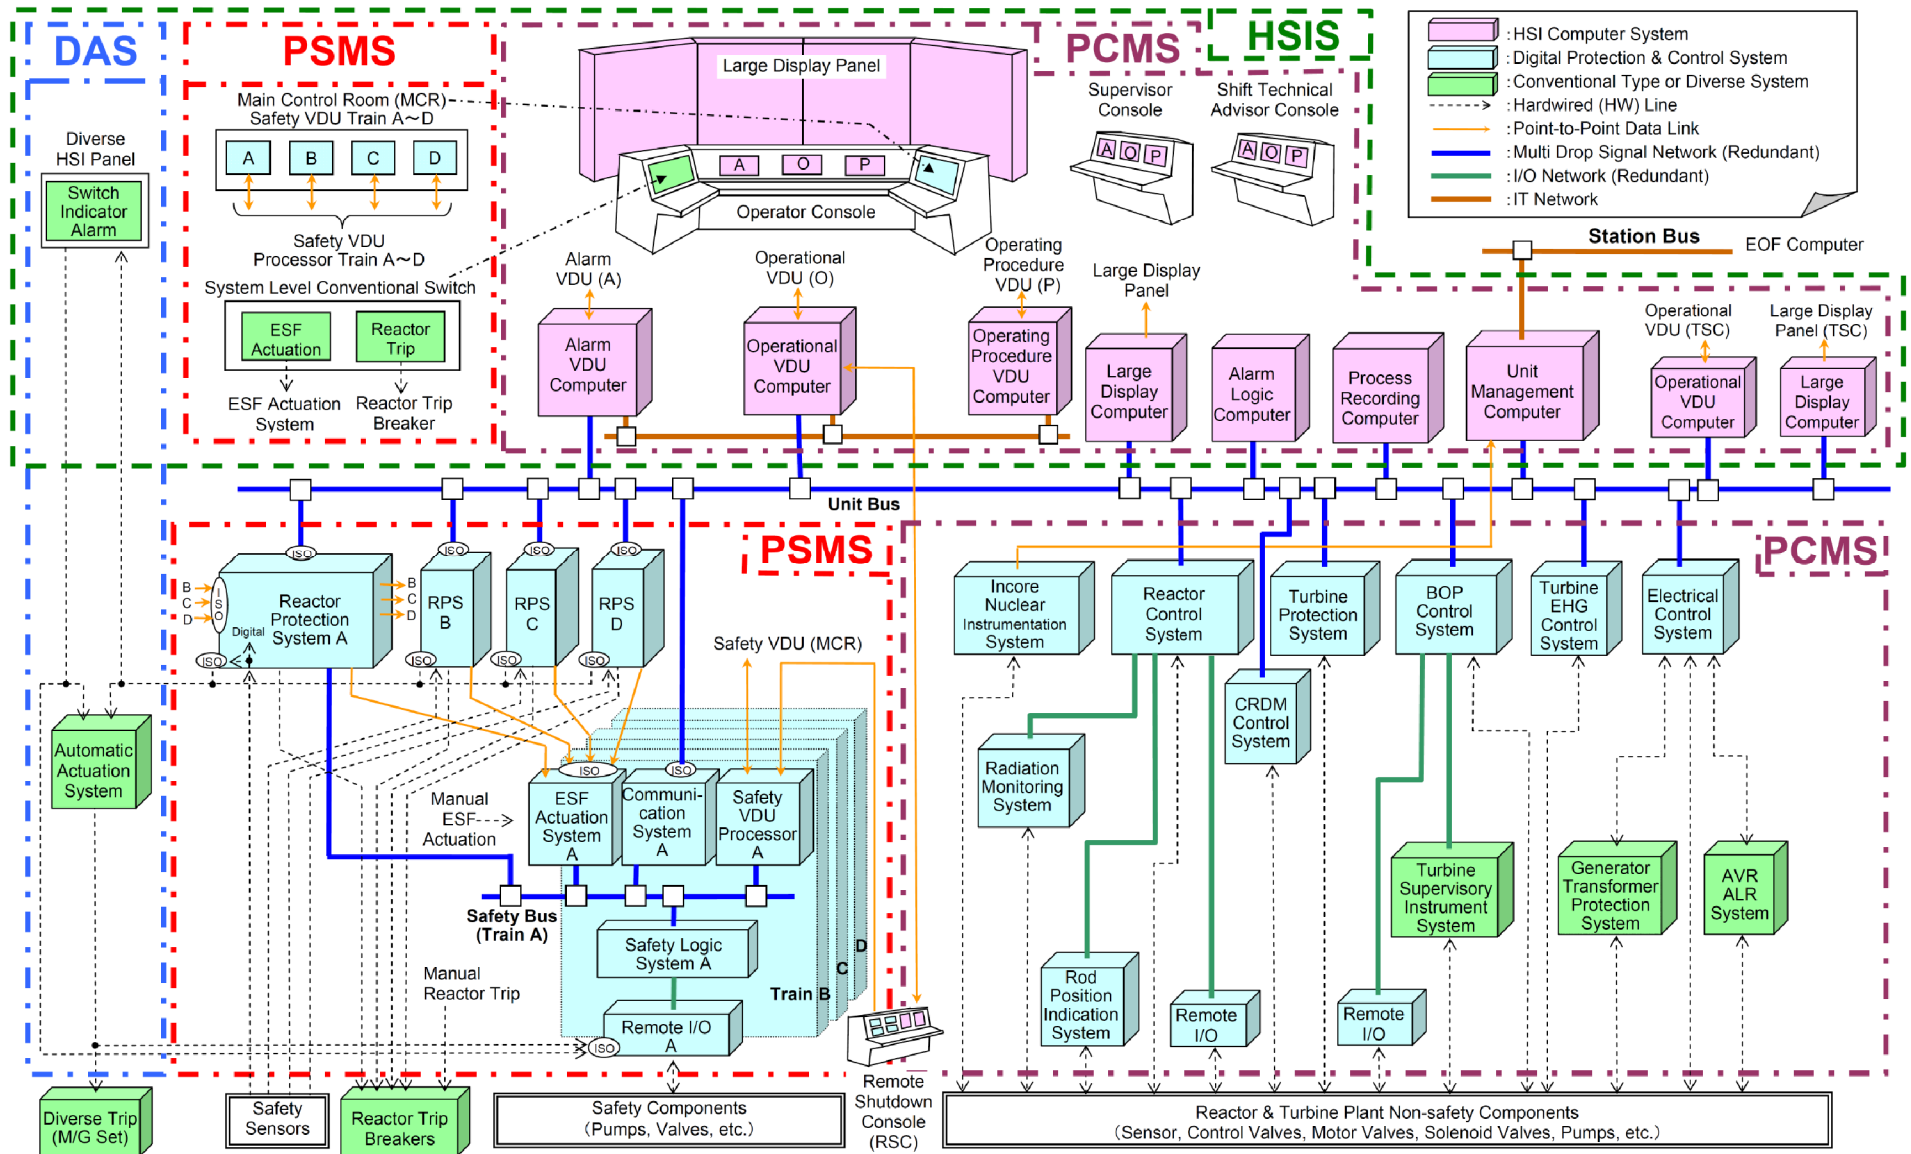 DAS
PSMS
PCMS
HSIS
:HSI Computer System
:Digital Protection & Control System
:Conventional Type or Diverse System
:Hardwired (HW) Line
:Point-to-Point Data Link
:Multi Drop Signal Network (Redundant)
:I/O Network (Redundant)
:IT Network
Diverse
HSI Panel
Switch
Indicator
Alarm
Main Control Room (MCR)
Safety VDU Train A~D
A
B
C
D
Safety VDU
Processor Train A~D
System Level Conventional Switch
ESF
Actuation
Reactor
Trip
ESF Actuation
System
Reactor Trip
Breaker
Large Display Panel
A
O
P
Operator Console
Supervisor
Console
A O P
Shift Technical
Advisor Console
A O P
Station Bus
EOF Computer
Alarm
VDU (A)
Operational
VDU (O)
Operating
Procedure
VDU (P)
Large Display
Panel
Operational
VDU (TSC)
Large Display
Panel (TSC)
Alarm
VDU
Computer
Operational
VDU
Computer
Operating
Procedure
VDU
Computer
Large
Display
Computer
Alarm
Logic
Computer
Process
Recording
Computer
Unit
Management
Computer
Operational
VDU
Computer
Large
Display
Computer
Unit Bus
PSMS
PCMS
ISO
ISO
ISO
ISO
B
C
D
ISO
Reactor
Protection
System A
B
C
D
Digital
ISO
RPS
B
ISO
RPS
C
ISO
RPS
D
ISO
Safety VDU (MCR)
Incore
Nuclear
Instrumentation
System
Reactor
Control
System
Turbine
Protection
System
BOP
Control
System
Turbine
EHG
Control
System
Electrical
Control
System
CRDM
Control
System
Radiation
Monitoring
System
Automatic
Actuation
System
Manual
ESF
Actuation
ISO
ESF
Actuation
System
A
ISO
Communi-
cation
System
A
Safety
VDU
Processor
A
Turbine
Supervisory
Instrument
System
Generator
Transformer
Protection
System
AVR
ALR
System
Safety Bus
(Train A)
Safety Logic
System A
D
C
Train B
Manual
Reactor Trip
Remote I/O
A
ISO
Rod
Position
Indication
System
Remote
I/O
Remote
I/O
Remote
Shutdown
Console
(RSC)
Diverse Trip
(M/G Set)
Safety
Sensors
Reactor Trip
Breakers
Safety Components
(Pumps, Valves, etc.)
Reactor & Turbine Plant Non-safety Components
(Sensor, Control Valves, Motor Valves, Solenoid Valves, Pumps, etc.)